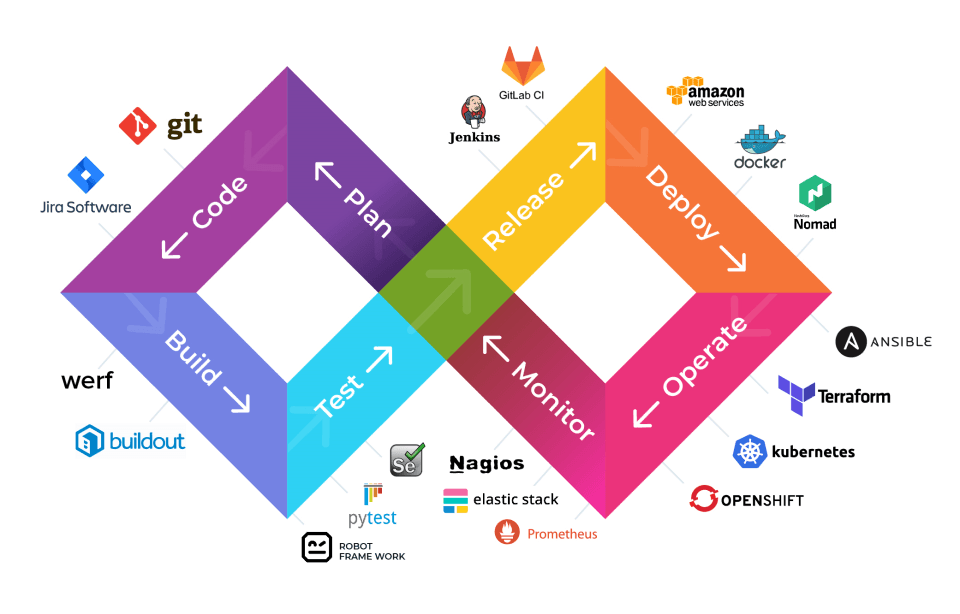 GitLab CI
Jenkins
amazon
web services
git
docker
Jira Software
HashiCorp
Nomad
Code
Plan
Release
Deploy
Build
Test
Monitor
Operate
ANSIBLE
werf
Terraform
buildout
kubernetes
Se
Nagios
elastic stack
OPENSHIFT
pytest
Prometheus
ROBOT
FRAME WORK